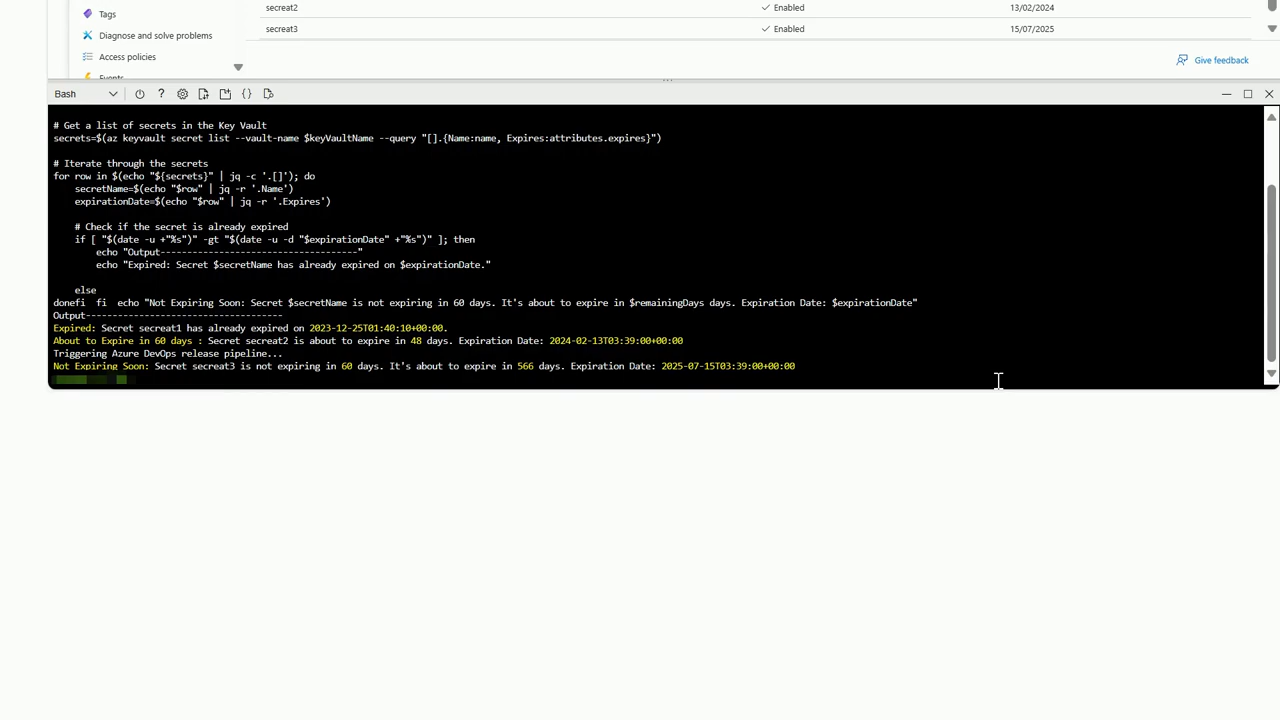 Tags
secreat2 Enabled 13/02/2024
Diagnose and solve problems
secreat3 Enabled 15/07/2025
Access policies
Give feedback
Events
Bash
# Get a list of secrets in the Key Vault
secrets=$(az keyvault secret list --vault-name $keyVaultName --query "[].{Name:name, Expires:attributes.expires}")
# Iterate through the secrets
for row in $(echo "${secrets}" | jq -c '.[]'); do
    secretName=$(echo "$row" | jq -r '.Name')
    expirationDate=$(echo "$row" | jq -r '.Expires')
    # Check if the secret is already expired
    if [ "$(date -u +"%s")" -gt "$(date -u -d "$expirationDate" +"%s")" ]; then
        echo "Output-------------------------------------"
        echo "Expired: Secret $secretName has already expired on $expirationDate."
    else
donefi  fi  echo "Not Expiring Soon: Secret $secretName is not expiring in 60 days. It's about to expire in $remainingDays days. Expiration Date: $expirationDate"
Output-------------------------------------
Expired: Secret secreat1 has already expired on 2023-12-25T01:40:10+00:00.
About to Expire in 60 days : Secret secreat2 is about to expire in 48 days. Expiration Date: 2024-02-13T03:39:00+00:00
Triggering Azure DevOps release pipeline...
Not Expiring Soon: Secret secreat3 is not expiring in 60 days. It's about to expire in 566 days. Expiration Date: 2025-07-15T03:39:00+00:00